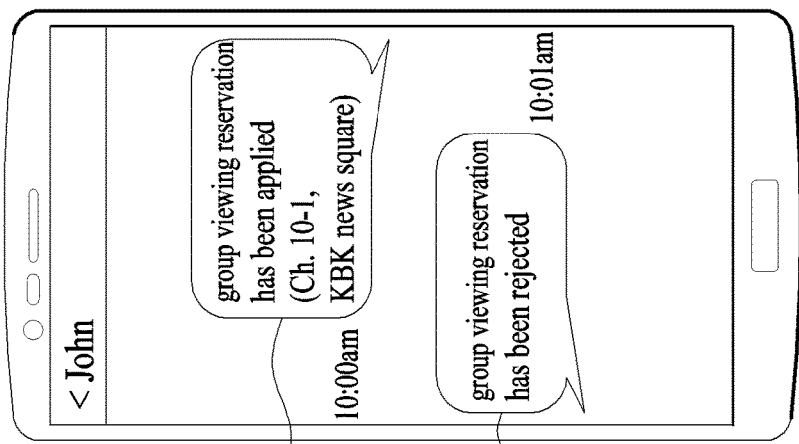 < John
group viewing reservation
has been applied
(Ch. 10-1,
KBK news square)
10:00am
group viewing reservation
has been rejected
10:01am